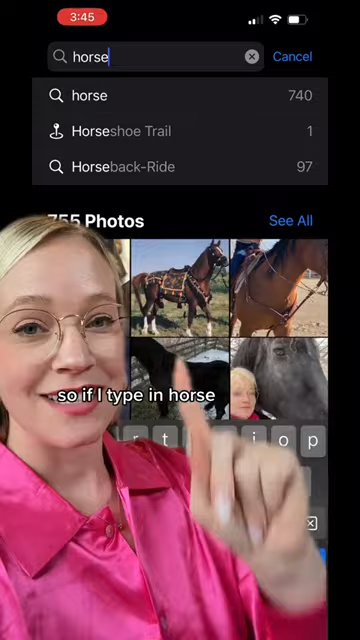 3:45
horse
Cancel
horse 740
Horseshoe Trail 1
Horseback-Ride 97
755 Photos See All
so if I type in horse
r t i o p